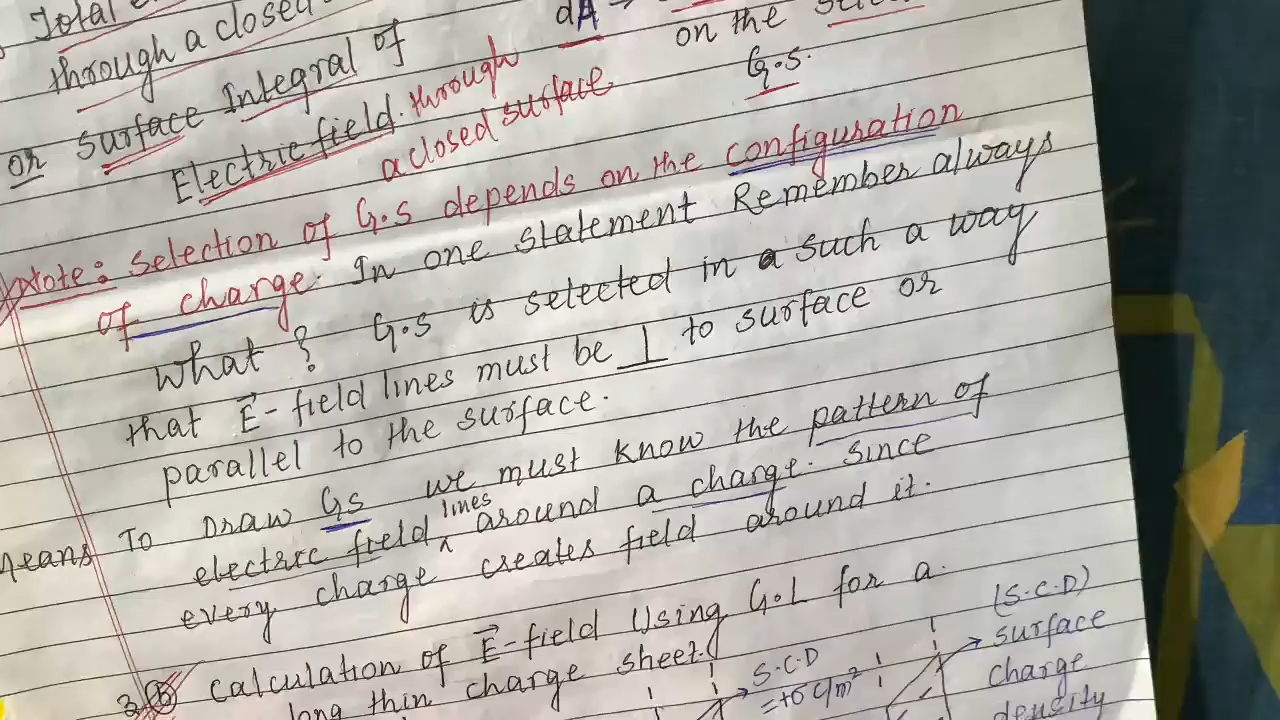 Total
through a closed
or surface Integral of
Electric field. through
a closed surface
dA →
on the
G.S.
Note: Selection of G.S depends on the configuration
of charge. In one statement Remember always
what? G.S is selected in a such a way
that E⃗-field lines must be ⊥ to surface or
parallel to the surface.
Means To Draw GS we must know the pattern of
electric field lines around a charge. Since
every charge creates field around it.
3 Calculation of E⃗-field Using G.L for a
long thin charge sheet.
S.C.D
=+σ C/m²
(S.C.D)
surface
charge
density